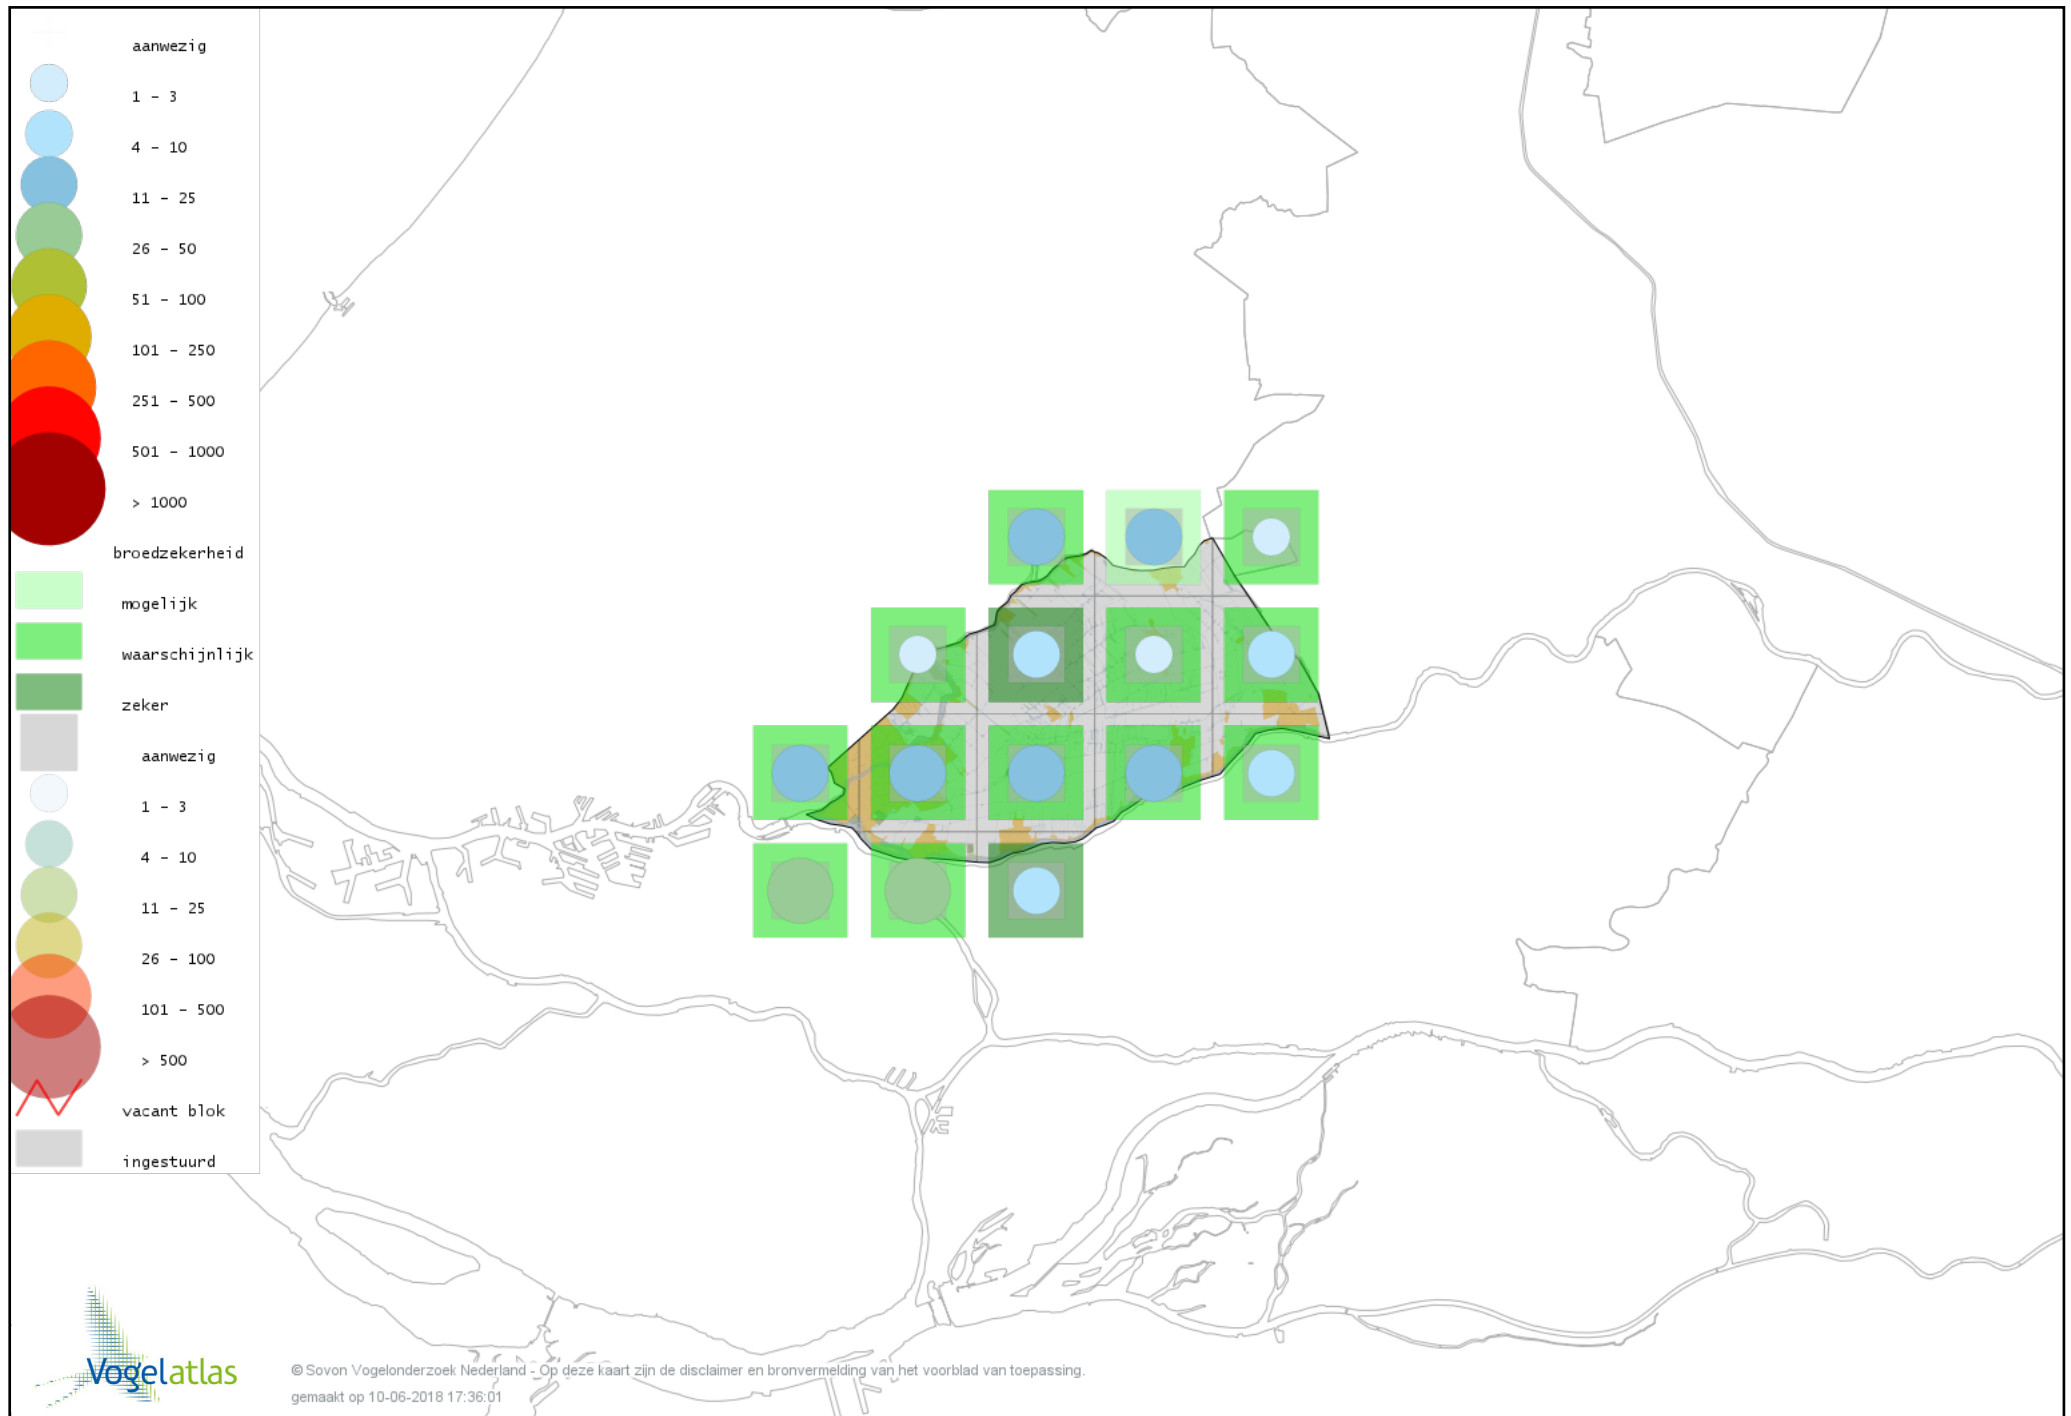 aanwezig
1 - 3
4 - 10
11 - 25
26 - 50
51 - 100
101 - 250
251 - 500
501 - 1000
> 1000
broedzekerheid
mogelijk
waarschijnlijk
zeker
aanwezig
1 - 3
4 - 10
11 - 25
26 - 100
101 - 500
> 500
vacant blok
ingestuurd
Vogelatlas
© Sovon Vogelonderzoek Nederland - Op deze kaart zijn de disclaimer en bronvermelding van het voorblad van toepassing.
gemaakt op 10-06-2018 17:36:01